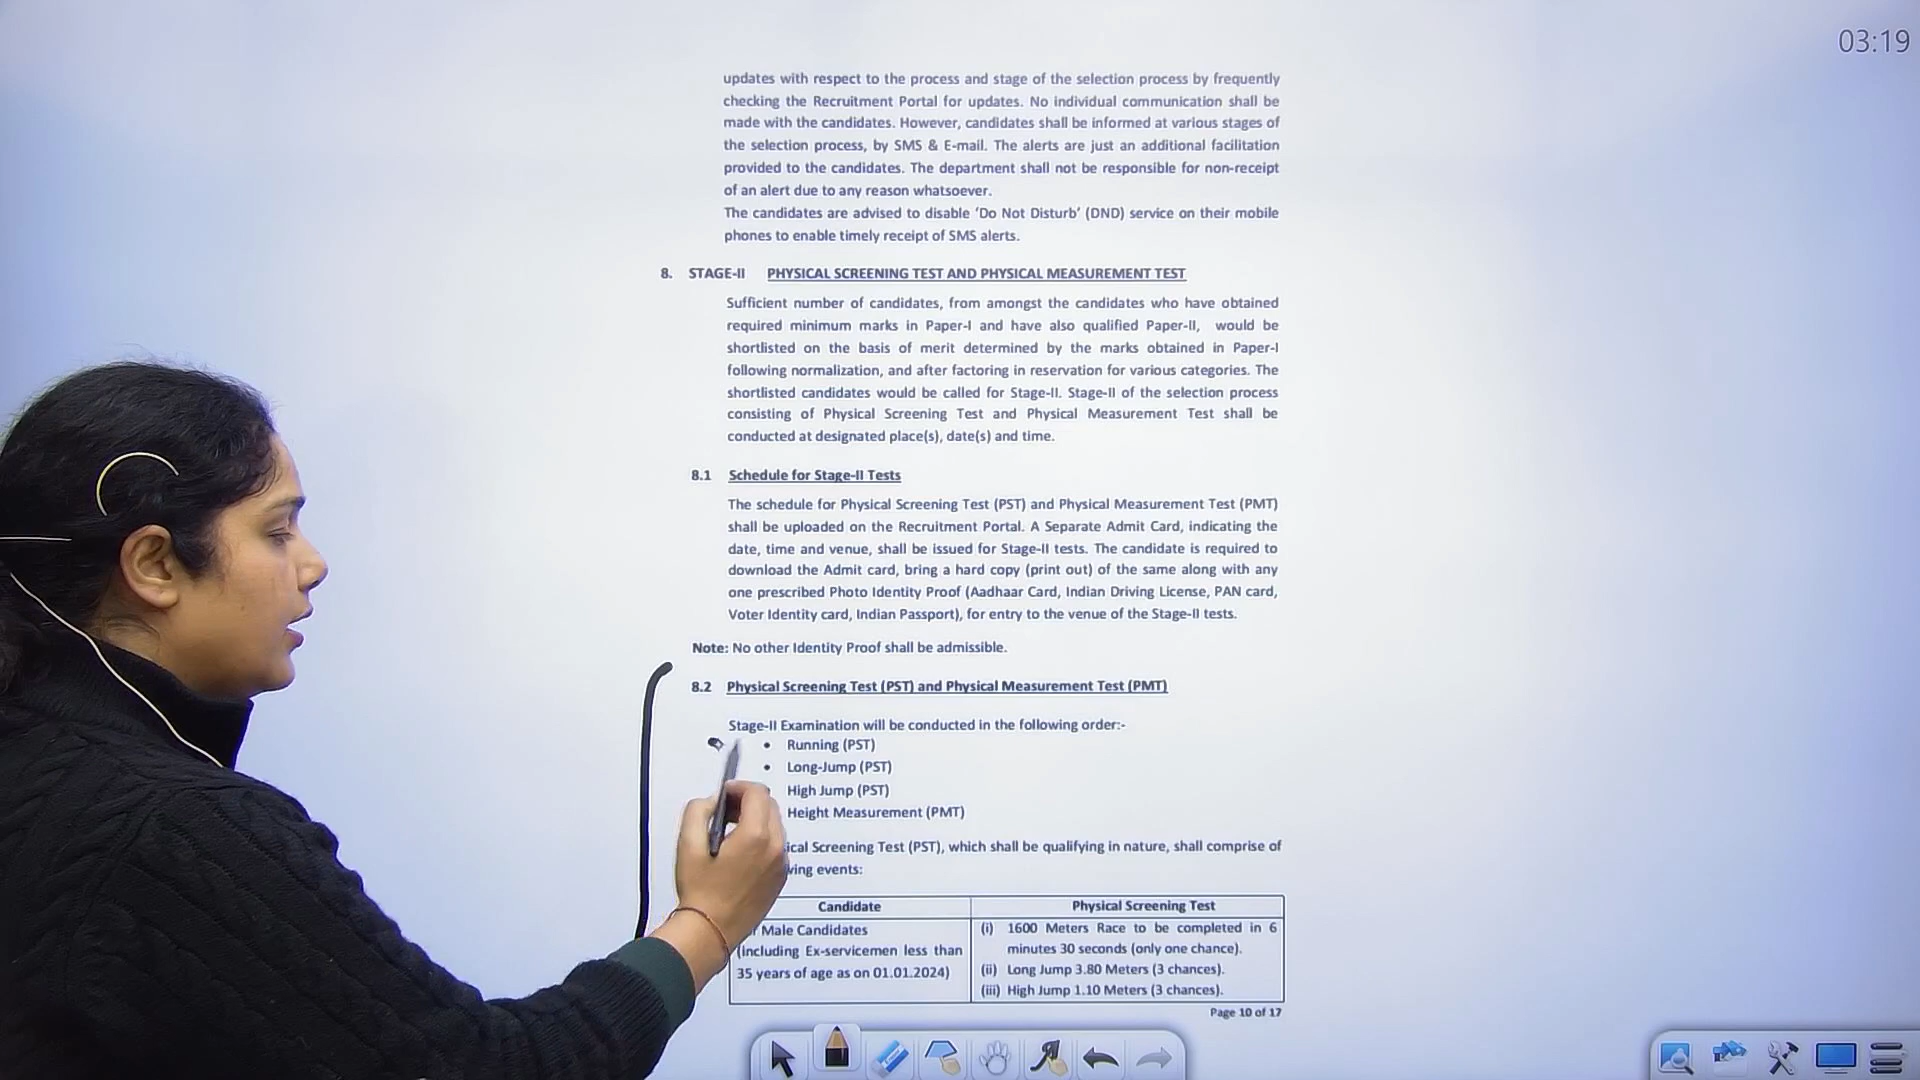 03:19
updates with respect to the process and stage of the selection process by frequently
checking the Recruitment Portal for updates. No individual communication shall be
made with the candidates. However, candidates shall be informed at various stages of
the selection process, by SMS & E-mail. The alerts are just an additional facilitation
provided to the candidates. The department shall not be responsible for non-receipt
of an alert due to any reason whatsoever.
The candidates are advised to disable ‘Do Not Disturb’ (DND) service on their mobile
phones to enable timely receipt of SMS alerts.
8. STAGE-II PHYSICAL SCREENING TEST AND PHYSICAL MEASUREMENT TEST
Sufficient number of candidates, from amongst the candidates who have obtained
required minimum marks in Paper-I and have also qualified Paper-II, would be
shortlisted on the basis of merit determined by the marks obtained in Paper-I
following normalization, and after factoring in reservation for various categories. The
shortlisted candidates would be called for Stage-II. Stage-II of the selection process
consisting of Physical Screening Test and Physical Measurement Test shall be
conducted at designated place(s), date(s) and time.
8.1 Schedule for Stage-II Tests
The schedule for Physical Screening Test (PST) and Physical Measurement Test (PMT)
shall be uploaded on the Recruitment Portal. A Separate Admit Card, indicating the
date, time and venue, shall be issued for Stage-II tests. The candidate is required to
download the Admit card, bring a hard copy (print out) of the same along with any
one prescribed Photo Identity Proof (Aadhaar Card, Indian Driving License, PAN card,
Voter Identity card, Indian Passport), for entry to the venue of the Stage-II tests.
Note: No other Identity Proof shall be admissible.
8.2 Physical Screening Test (PST) and Physical Measurement Test (PMT)
Stage-II Examination will be conducted in the following order:-
• Running (PST)
• Long-Jump (PST)
High Jump (PST)
Height Measurement (PMT)
ical Screening Test (PST), which shall be qualifying in nature, shall comprise of
wing events:
Candidate
Male Candidates
(including Ex-servicemen less than
35 years of age as on 01.01.2024)
Physical Screening Test
(i) 1600 Meters Race to be completed in 6
minutes 30 seconds (only one chance).
(ii) Long Jump 3.80 Meters (3 chances).
(iii) High Jump 1.10 Meters (3 chances).
Page 10 of 17